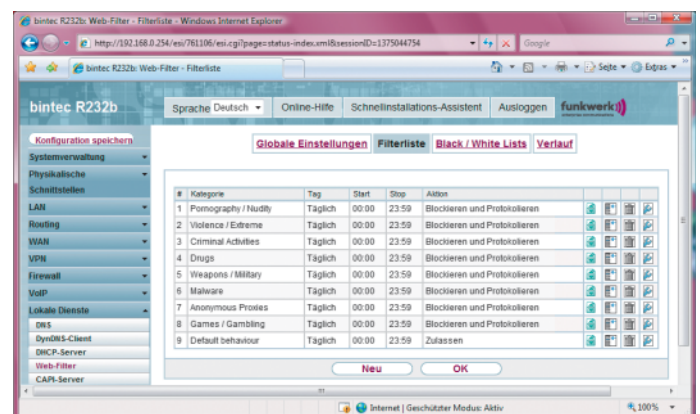 bintec R232b: Web-Filter - Filterliste - Windows Internet Explorer
http://192.168.0.254/esi/761106/esi.cgi?page=status-index.xml&sessionID=1375044754
Google
bintec R232b: Web-Filter - Filterliste
Seite
Extras
bintec R232b
Sprache Deutsch
Online-Hilfe
Schnellinstallations-Assistent
Ausloggen
funkwerk
Konfiguration speichern
Globale Einstellungen Filterliste Black / White Lists Verlauf
Systemverwaltung
Physikalische
Schnittstellen
LAN
Routing
WAN
VPN
Firewall
VoIP
Lokale Dienste
DNS
DynDNS-Client
DHCP-Server
Web-Filter
CAPI-Server
# Kategorie Tag Start Stop Aktion
1 Pornography / Nudity Täglich 00:00 23:59 Blockieren und Protokolieren
2 Violence / Extreme Täglich 00:00 23:59 Blockieren und Protokolieren
3 Criminal Activities Täglich 00:00 23:59 Blockieren und Protokolieren
4 Drugs Täglich 00:00 23:59 Blockieren und Protokolieren
5 Weapons / Military Täglich 00:00 23:59 Blockieren und Protokolieren
6 Malware Täglich 00:00 23:59 Blockieren und Protokolieren
7 Anonymous Proxies Täglich 00:00 23:59 Blockieren und Protokolieren
8 Games / Gambling Täglich 00:00 23:59 Blockieren und Protokolieren
9 Default behaviour Täglich 00:00 23:59 Zulassen
Neu OK
Internet | Geschützter Modus: Aktiv
100%